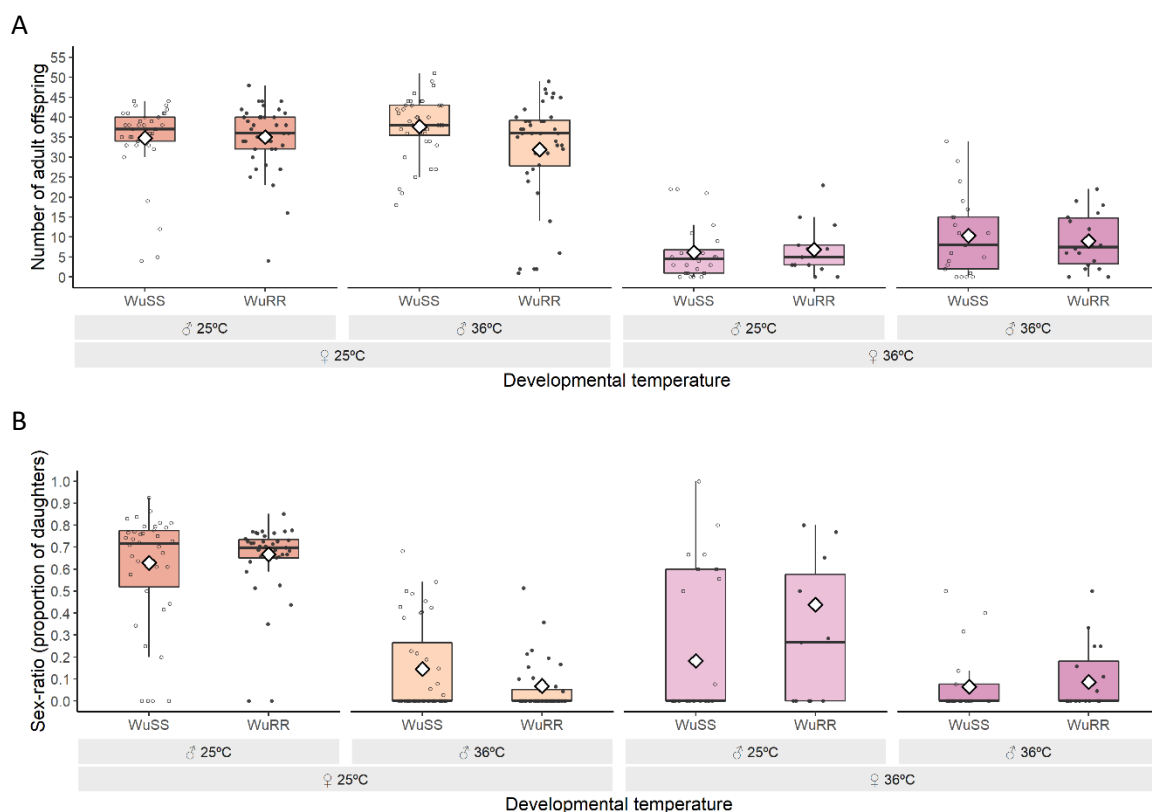 A
Number of adult offspring
55
50
45
40
35
30
25
20
15
10
5
0
WuSS WuRR WuSS WuRR WuSS WuRR WuSS WuRR
♂ 25ºC ♂ 36ºC ♂ 25ºC ♂ 36ºC
♀ 25ºC ♀ 36ºC
Developmental temperature
B
Sex-ratio (proportion of daughters)
1.0
0.9
0.8
0.7
0.6
0.5
0.4
0.3
0.2
0.1
0.0
WuSS WuRR WuSS WuRR WuSS WuRR WuSS WuRR
♂ 25ºC ♂ 36ºC ♂ 25ºC ♂ 36ºC
♀ 25ºC ♀ 36ºC
Developmental temperature